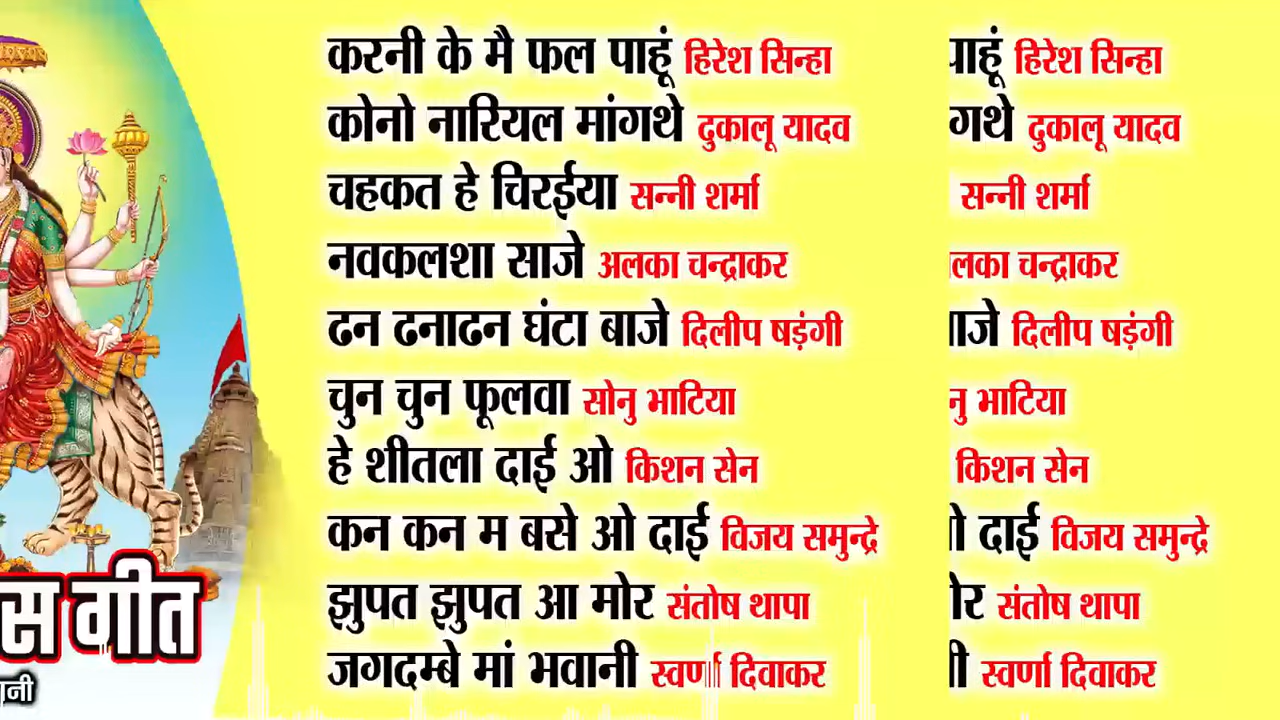 करनी के मै फल पाहूं हिरेश सिन्हा पाहूं हिरेश सिन्हा
कोनो नारियल मांगथे दुकालू यादव गथे दुकालू यादव
चहकत हे चिरईया सन्नी शर्मा सन्नी शर्मा
नवकलशा साजे अलका चन्द्राकर लका चन्द्राकर
ढन ढनाढन घंटा बाजे दिलीप षड़ंगी ाजे दिलीप षड़ंगी
चुन चुन फूलवा सोनु भाटिया नु भाटिया
हे शीतला दाई ओ किशन सेन किशन सेन
कन कन म बसे ओ दाई विजय समुन्द्रे ओ दाई विजय समुन्द्रे
झुपत झुपत आ मोर संतोष थापा ोर संतोष थापा
जगदम्बे मां भवानी स्वर्णा दिवाकर नी स्वर्णा दिवाकर
स गीत
ानी